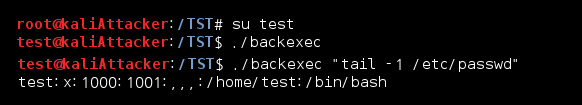 root@kaliAttacker:/TST# su test
test@kaliAttacker:/TST$ ./backexec
test@kaliAttacker:/TST$ ./backexec "tail -1 /etc/passwd"
test:x:1000:1001:,,,:/home/test:/bin/bash